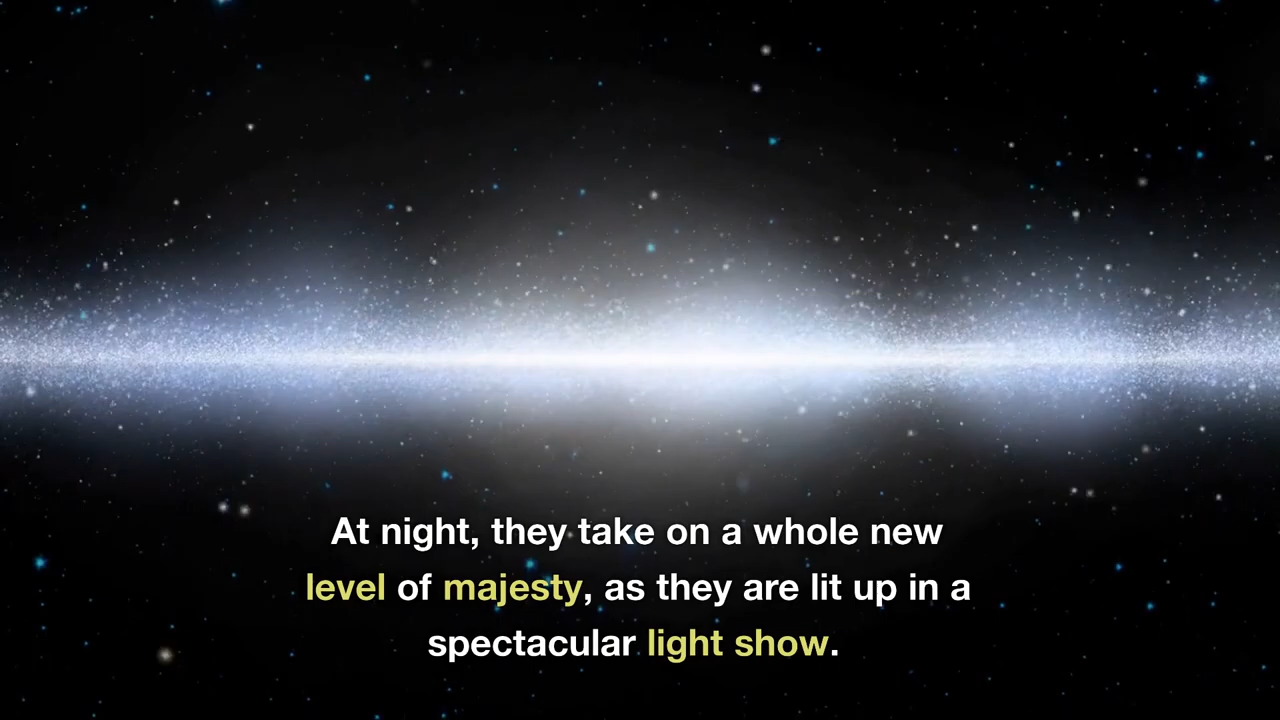 At night, they take on a whole new
level of majesty, as they are lit up in a
spectacular light show.